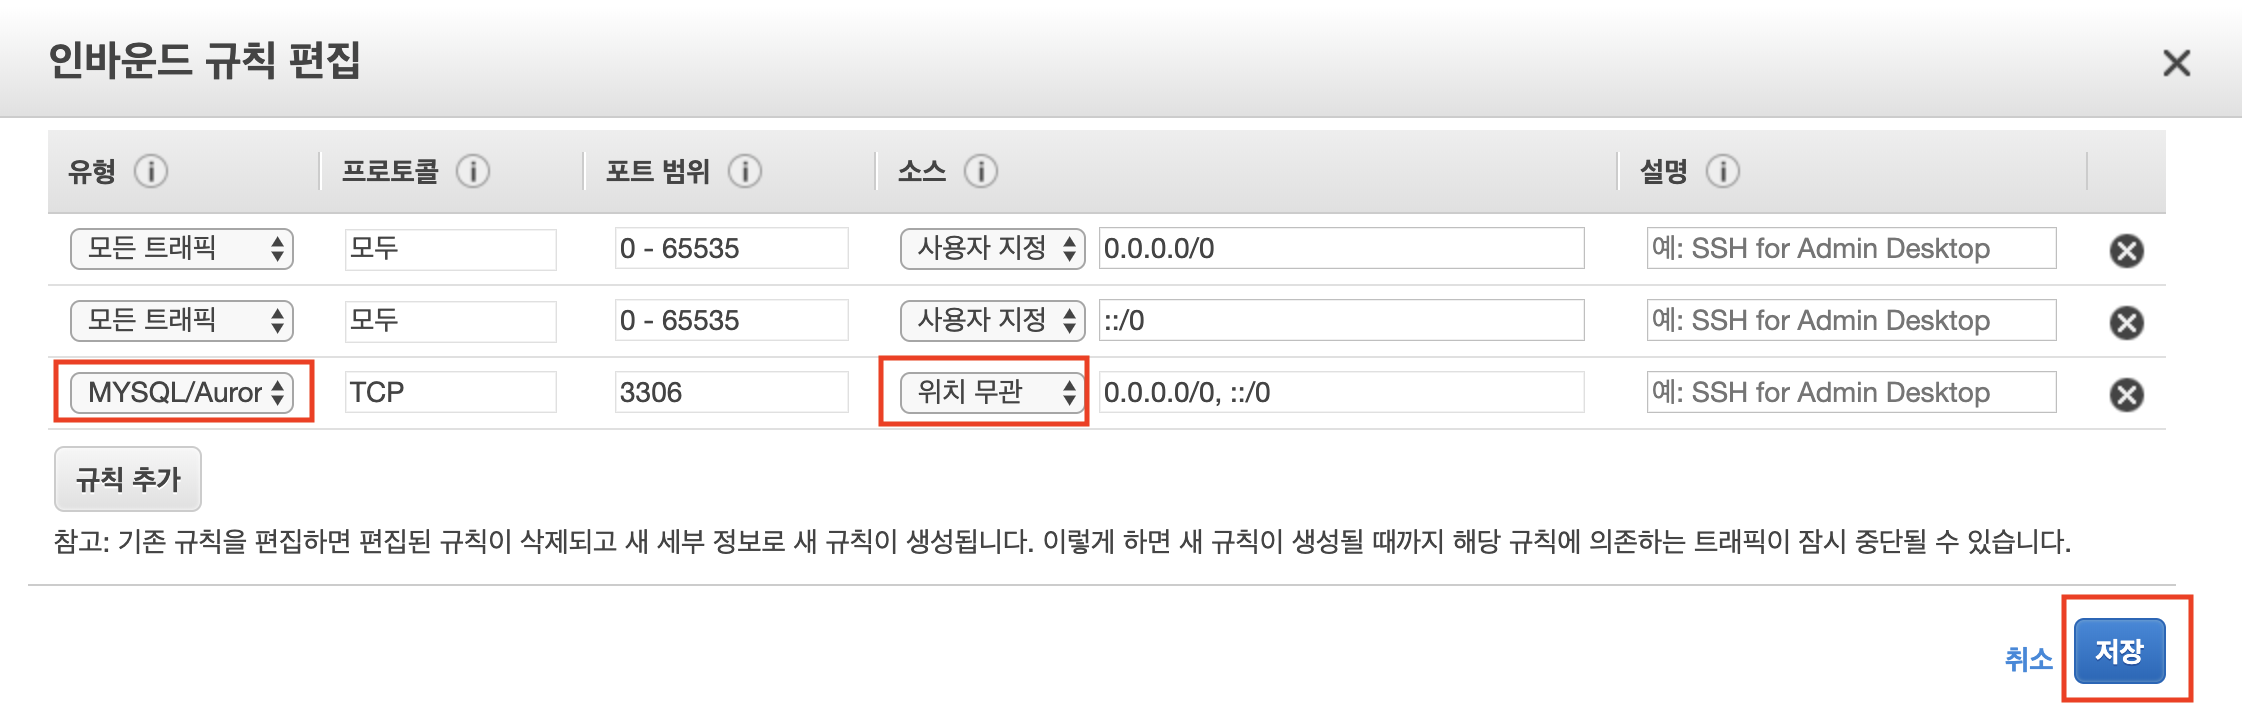 인바운드 규칙 편집
유형 프로토콜 포트 범위 소스 설명
모든 트래픽 모두 0 - 65535 사용자 지정 0.0.0.0/0 예: SSH for Admin Desktop
모든 트래픽 모두 0 - 65535 사용자 지정 ::/0 예: SSH for Admin Desktop
MYSQL/Auror TCP 3306 위치 무관 0.0.0.0/0, ::/0 예: SSH for Admin Desktop
규칙 추가
참고: 기존 규칙을 편집하면 편집된 규칙이 삭제되고 새 세부 정보로 새 규칙이 생성됩니다. 이렇게 하면 새 규칙이 생성될 때까지 해당 규칙에 의존하는 트래픽이 잠시 중단될 수 있습니다.
취소 저장